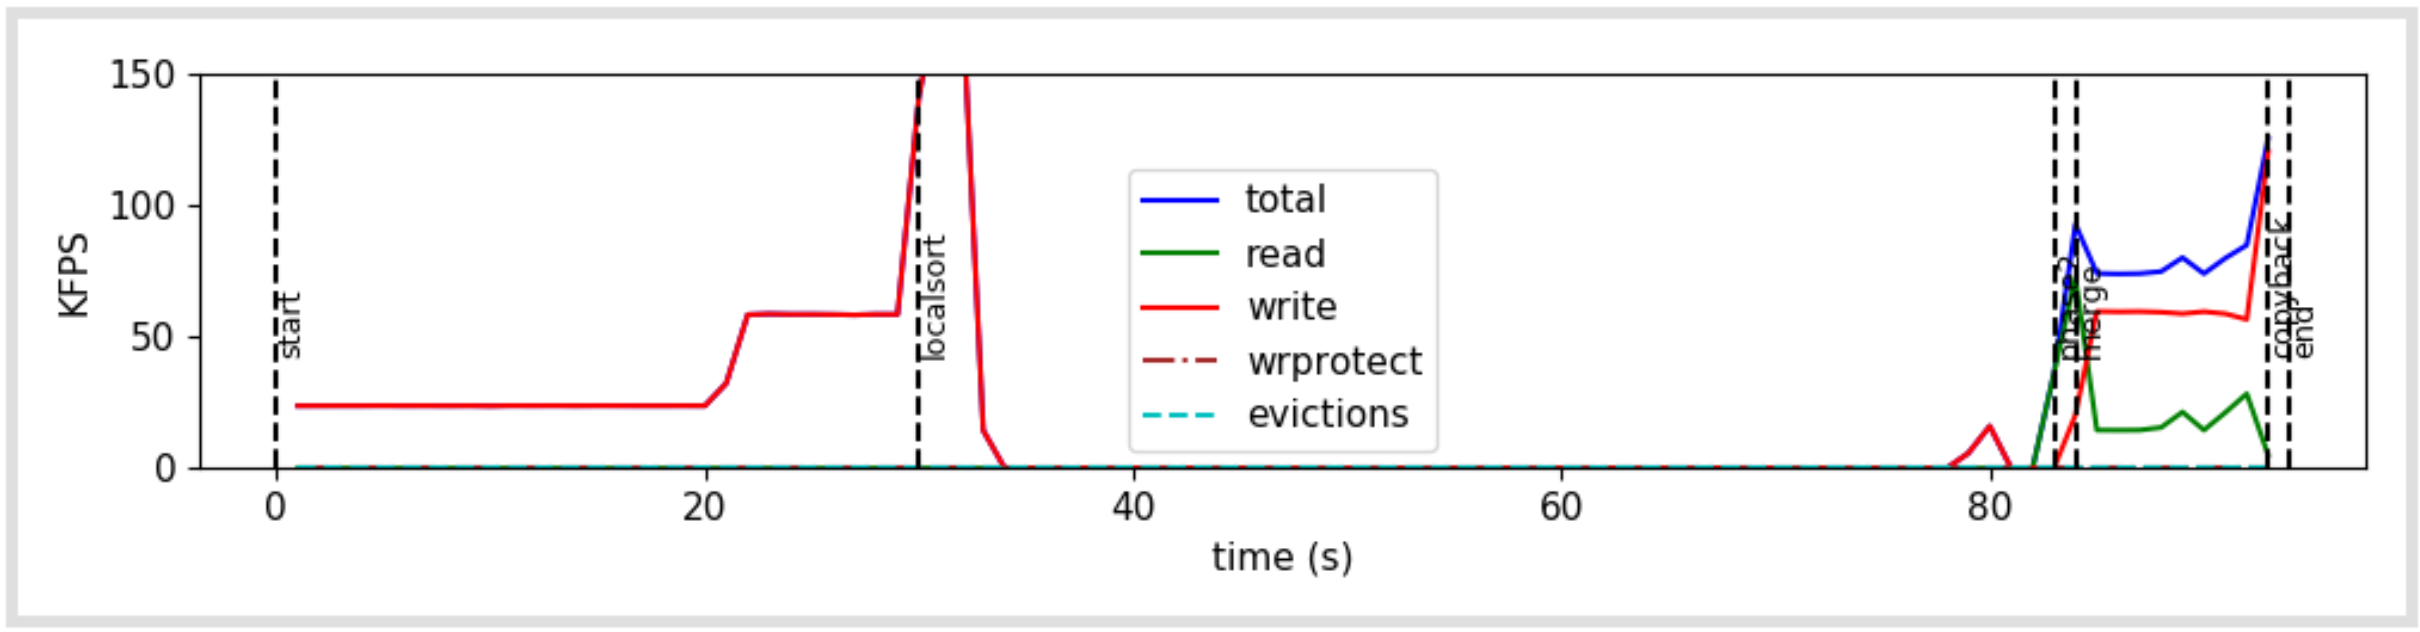 150
100
50
0
KFPS
start
localsort
total
read
write
wrprotect
evictions
merge
copyback
end
0
20
40
60
80
time (s)